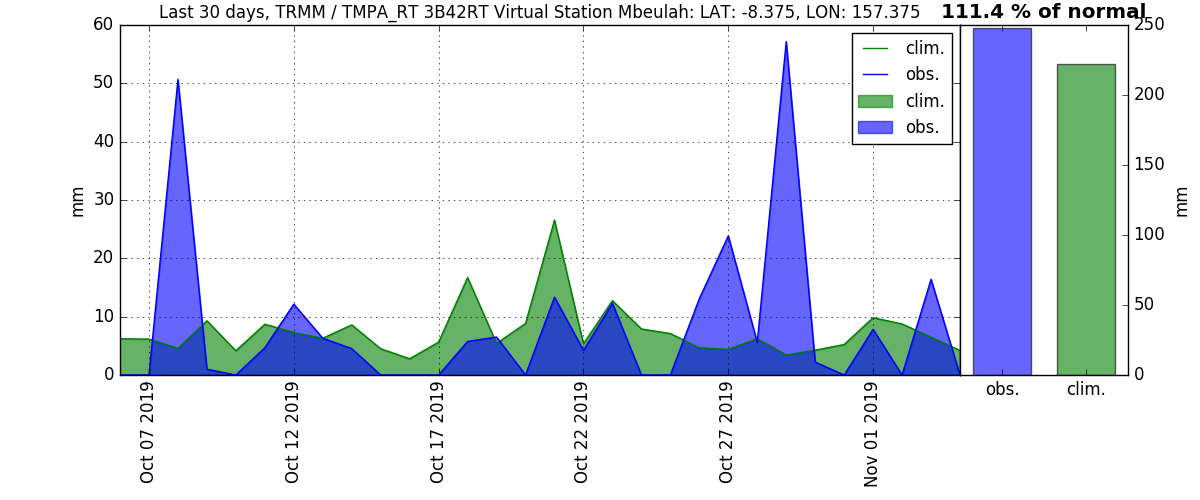 Last 30 days, TRMM / TMPA_RT 3B42RT Virtual Station Mbeulah: LAT: -8.375, LON: 157.375
111.4 % of normal
60
50
40
30
20
10
0
mm
clim.
obs.
clim.
obs.
Oct 07 2019
Oct 12 2019
Oct 17 2019
Oct 22 2019
Oct 27 2019
Nov 01 2019
250
200
150
100
50
0
mm
obs.
clim.